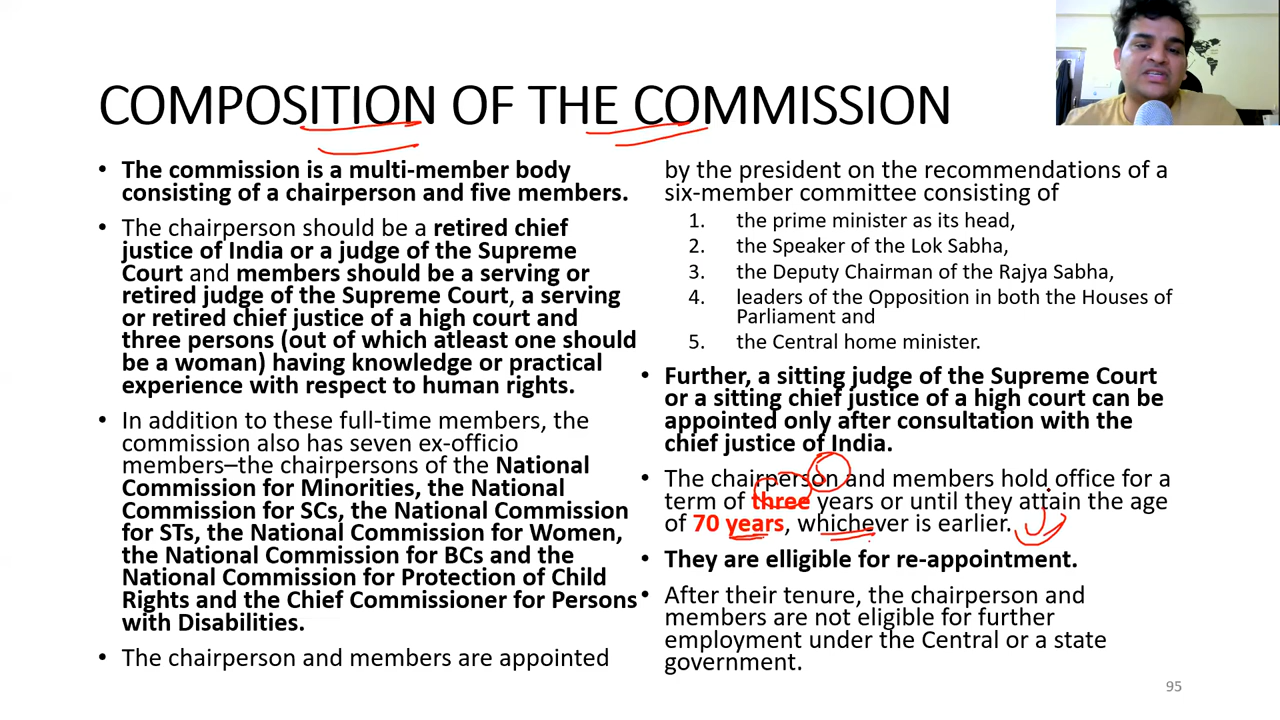 COMPOSITION OF THE COMMISSION
• The commission is a multi-member body
consisting of a chairperson and five members.
• The chairperson should be a retired chief
justice of India or a judge of the Supreme
Court and members should be a serving or
retired judge of the Supreme Court, a serving
or retired chief justice of a high court and
three persons (out of which atleast one should
be a woman) having knowledge or practical
experience with respect to human rights.
• In addition to these full-time members, the
commission also has seven ex-officio
members–the chairpersons of the National
Commission for Minorities, the National
Commission for SCs, the National Commission
for STs, the National Commission for Women,
the National Commission for BCs and the
National Commission for Protection of Child
Rights and the Chief Commissioner for Persons
with Disabilities.
• The chairperson and members are appointed
by the president on the recommendations of a
six-member committee consisting of
1. the prime minister as its head,
2. the Speaker of the Lok Sabha,
3. the Deputy Chairman of the Rajya Sabha,
4. leaders of the Opposition in both the Houses of
Parliament and
5. the Central home minister.
• Further, a sitting judge of the Supreme Court
or a sitting chief justice of a high court can be
appointed only after consultation with the
chief justice of India.
• The chairperson and members hold office for a
term of three years or until they attain the age
of 70 years, whichever is earlier.
• They are elligible for re-appointment.
• After their tenure, the chairperson and
members are not eligible for further
employment under the Central or a state
government.
95